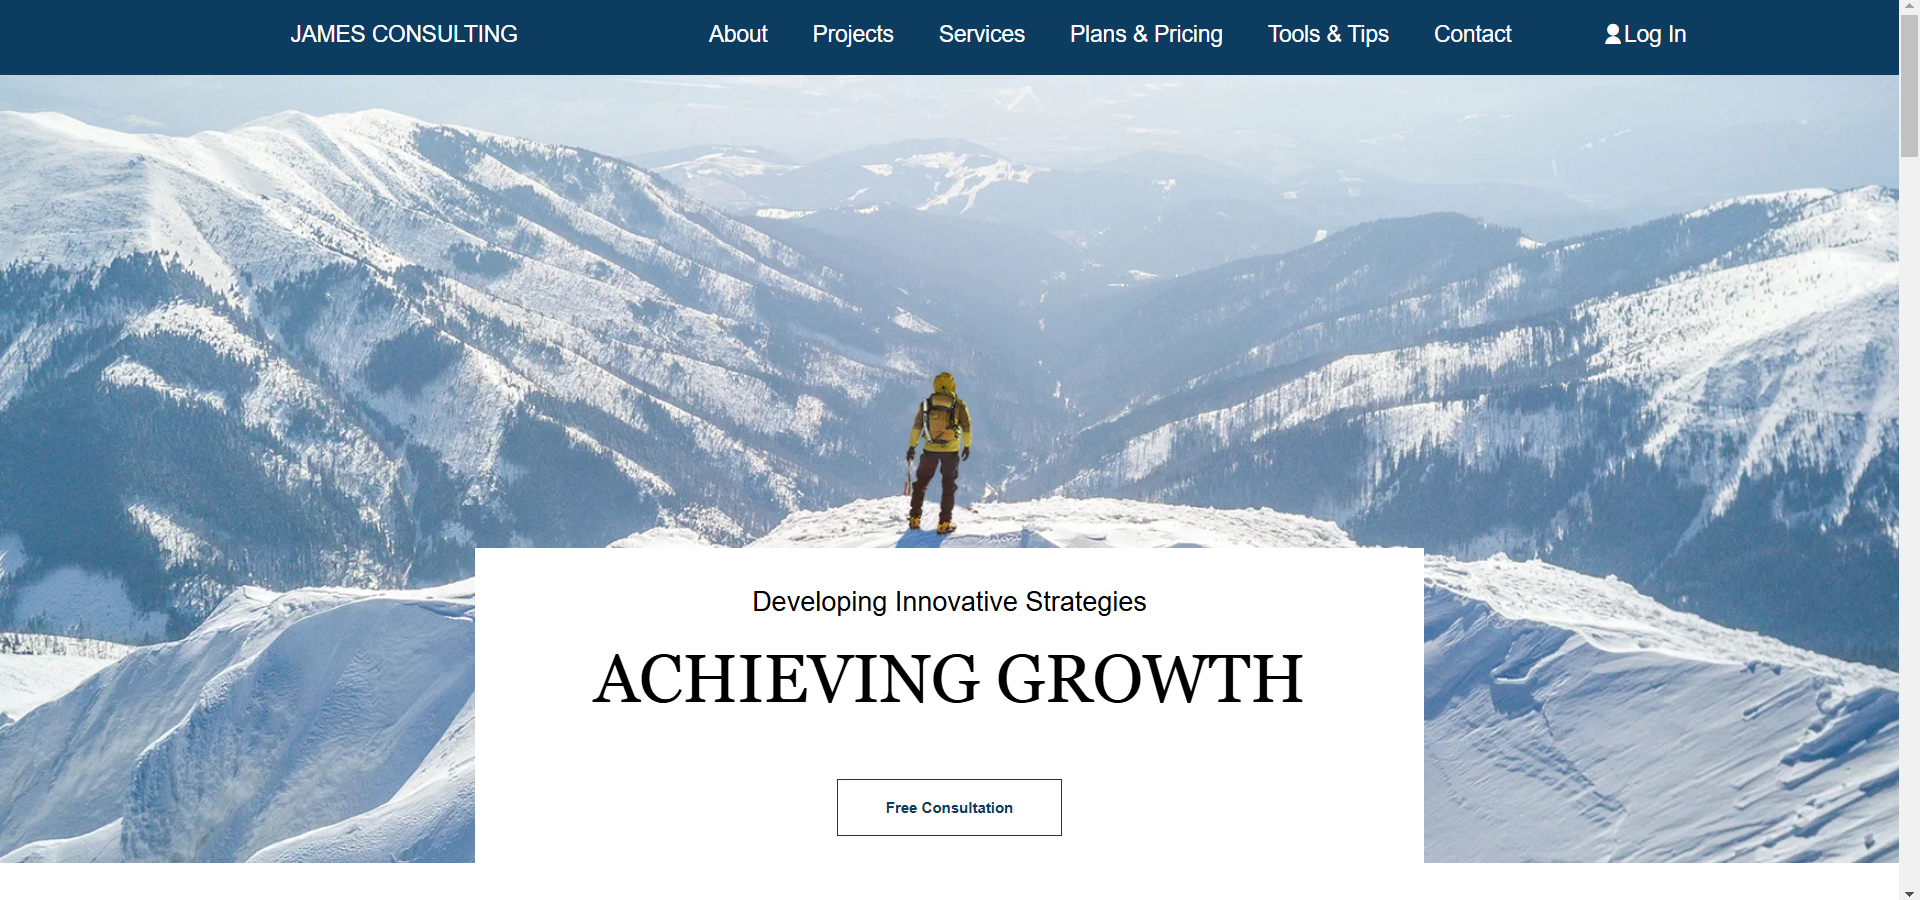 JAMES CONSULTING
About Projects Services Plans & Pricing Tools & Tips Contact Log In
Developing Innovative Strategies
ACHIEVING GROWTH
Free Consultation